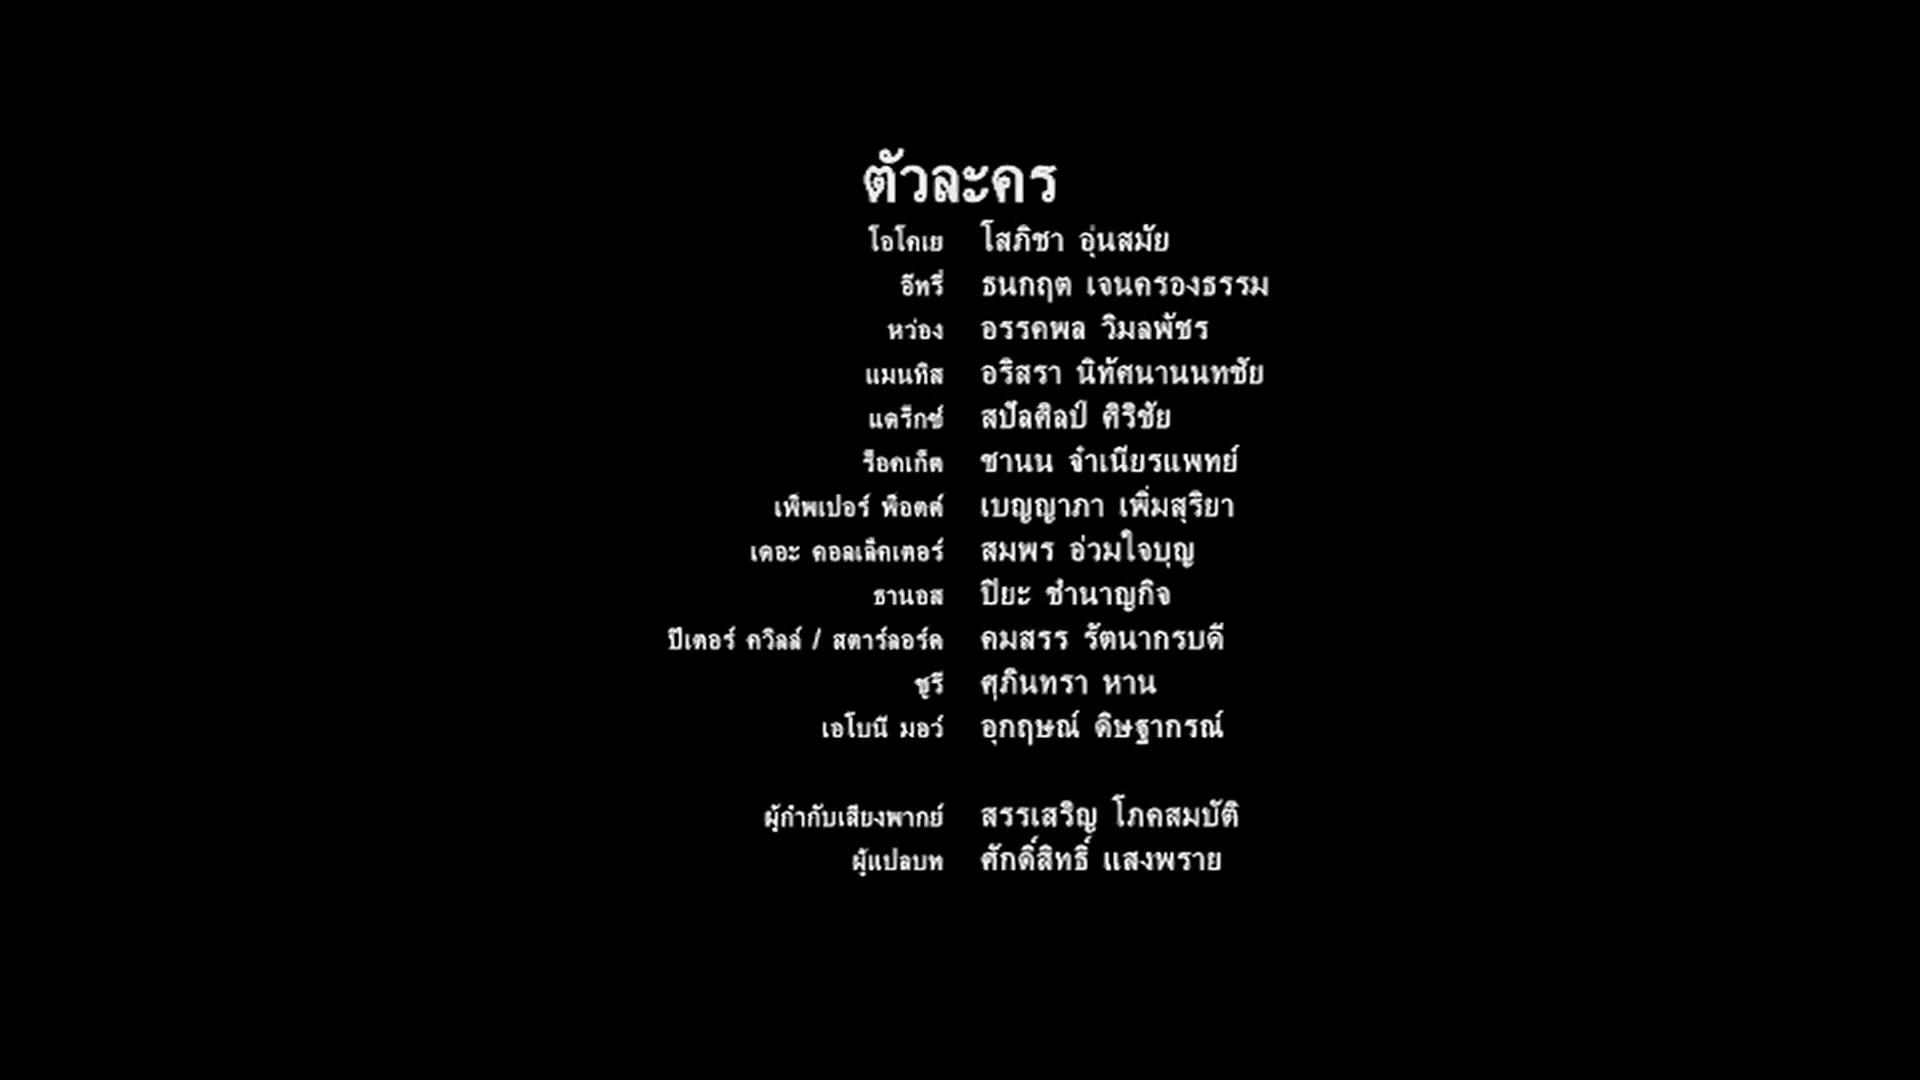 ตัวละคร
โอโคเย โสภิชา อุ่นสมัย
อีทรี่ ธนกฤต เจนครองธรรม
หว่อง อรรคพล วิมลพัชร
แมนทิส อริสรา นิทัศนานนทชัย
แดร็กซ์ สปัลศิลป์ ศิริชัย
ร็อคเก็ต ชานน จำเนียรแพทย์
เพ็พเปอร์ พ็อตต์ เบญญาภา เพิ่มสุริยา
เดอะ คอลเล็คเตอร์ สมพร อ่วมใจบุญ
ธานอส ปิยะ ชำนาญกิจ
ปีเตอร์ ควิลล์ / สตาร์ลอร์ด คมสรร รัตนากรบดี
ชูรี ศุภินทรา หาน
เอโบนี มอว์ อุกฤษณ์ ดิษฐากรณ์
ผู้กำกับเสียงพากย์ สรรเสริญ โภคสมบัติ
ผู้แปลบท ศักดิ์สิทธิ์ แสงพราย